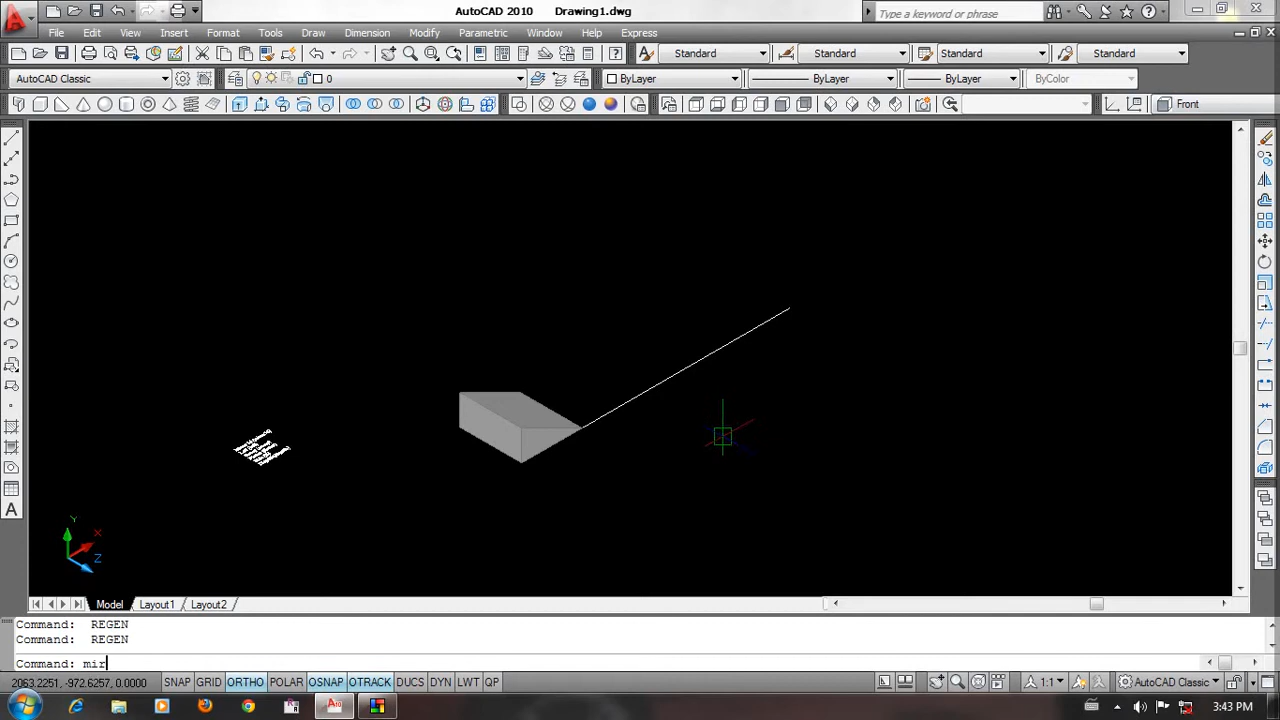 AutoCAD 2010 Drawing1.dwg
Type a keyword or phrase
File Edit View Insert Format Tools Draw Dimension Modify Parametric Window Help Express
Standard Standard Standard Standard
AutoCAD Classic 0 ByLayer ByLayer ByLayer ByColor
Front
Y
X
Z
Model Layout1 Layout2
Command: REGEN
Command: REGEN
Command: mir
2063.2251, -972.6257, 0.0000 SNAP GRID ORTHO POLAR OSNAP OTRACK DUCS DYN LWT QP 1:1 AutoCAD Classic
3:43 PM